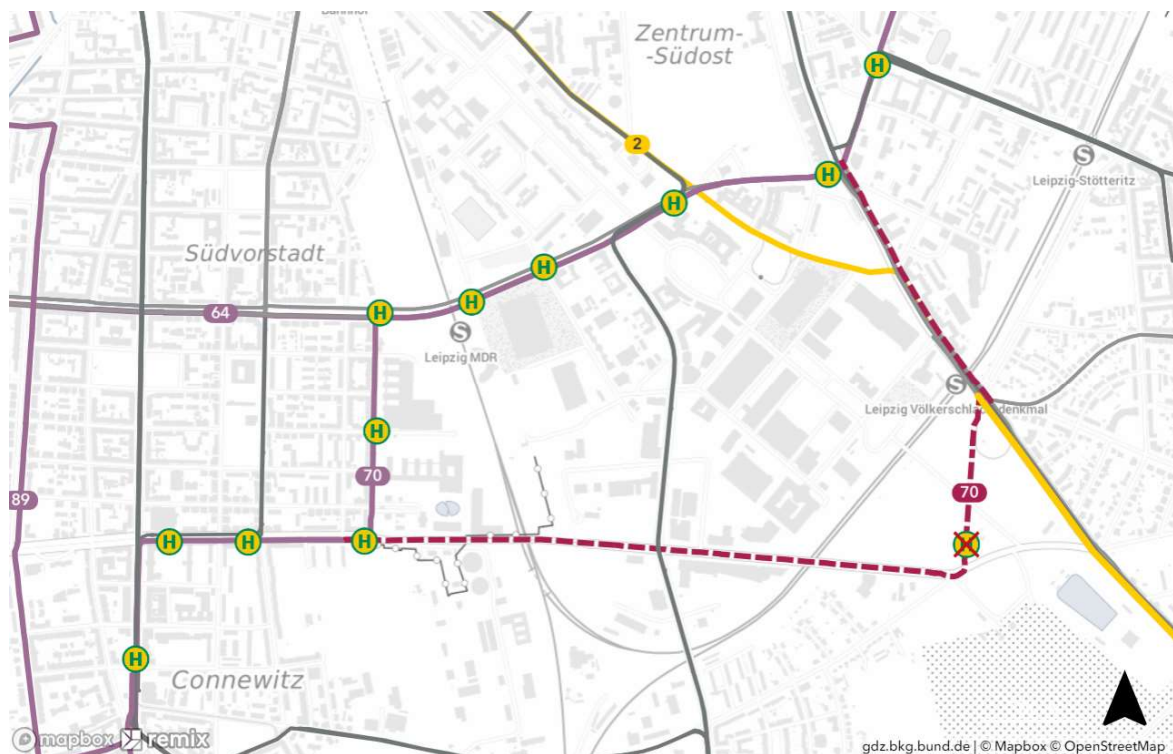 Bahnhof
Zentrum-
-Südost
2
Leipzig-Stötteritz
Südvorstadt
64
Leipzig MDR
Leipzig Völkerschlachtdenkmal
70
70
89
Connewitz
mapbox remix
gdz.bkg.bund.de | © Mapbox © OpenStreetMap
H
H
H
H
H
H
H
H
H
H
H
S
S
S